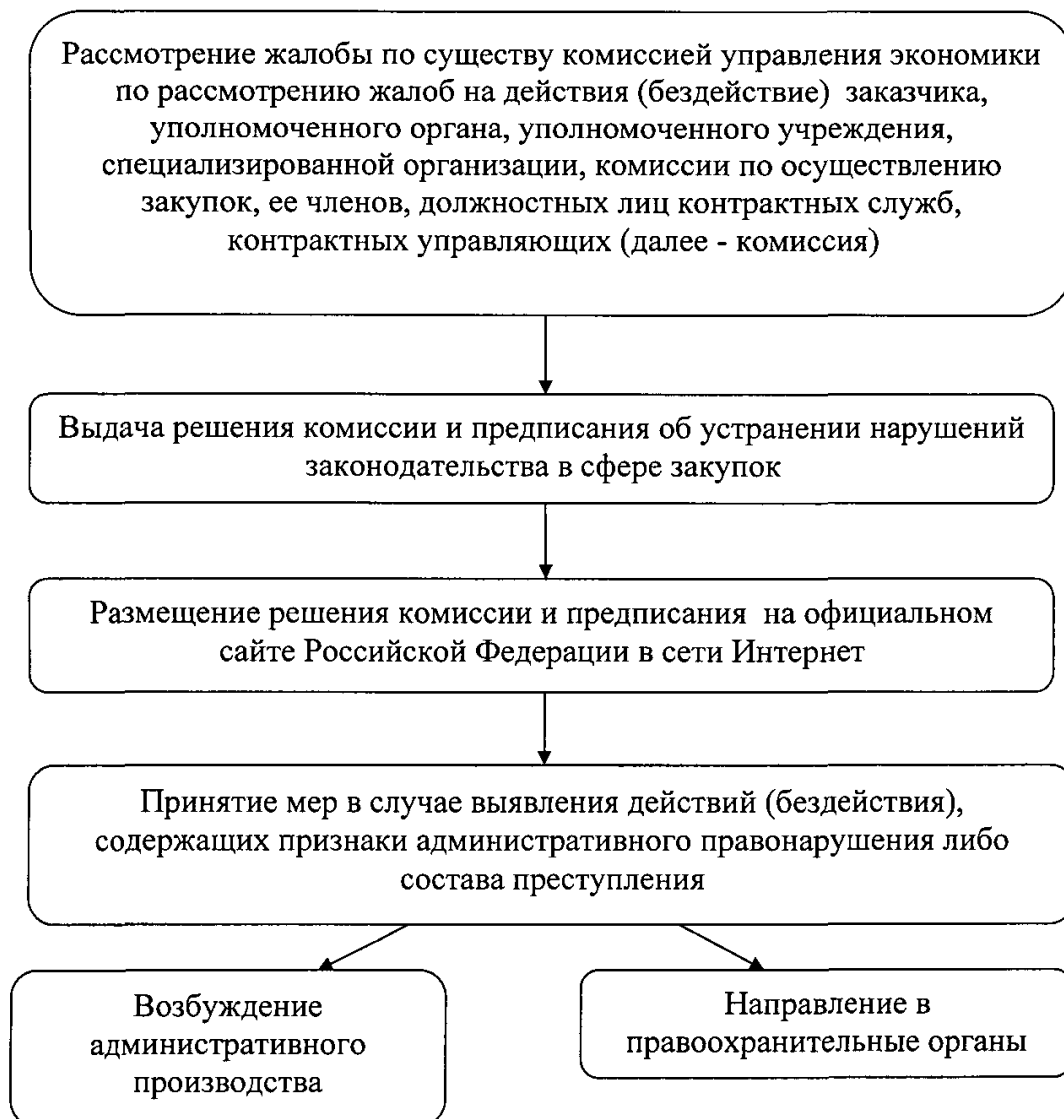 Рассмотрение жалобы по существу комиссией управления экономики
по рассмотрению жалоб на действия (бездействие) заказчика,
уполномоченного органа, уполномоченного учреждения,
специализированной организации, комиссии по осуществлению
закупок, ее членов, должностных лиц контрактных служб,
контрактных управляющих (далее - комиссия)
Выдача решения комиссии и предписания об устранении нарушений
законодательства в сфере закупок
Размещение решения комиссии и предписания на официальном
сайте Российской Федерации в сети Интернет
Принятие мер в случае выявления действий (бездействия),
содержащих признаки административного правонарушения либо
состава преступления
Возбуждение
административного
производства
Направление в
правоохранительные органы